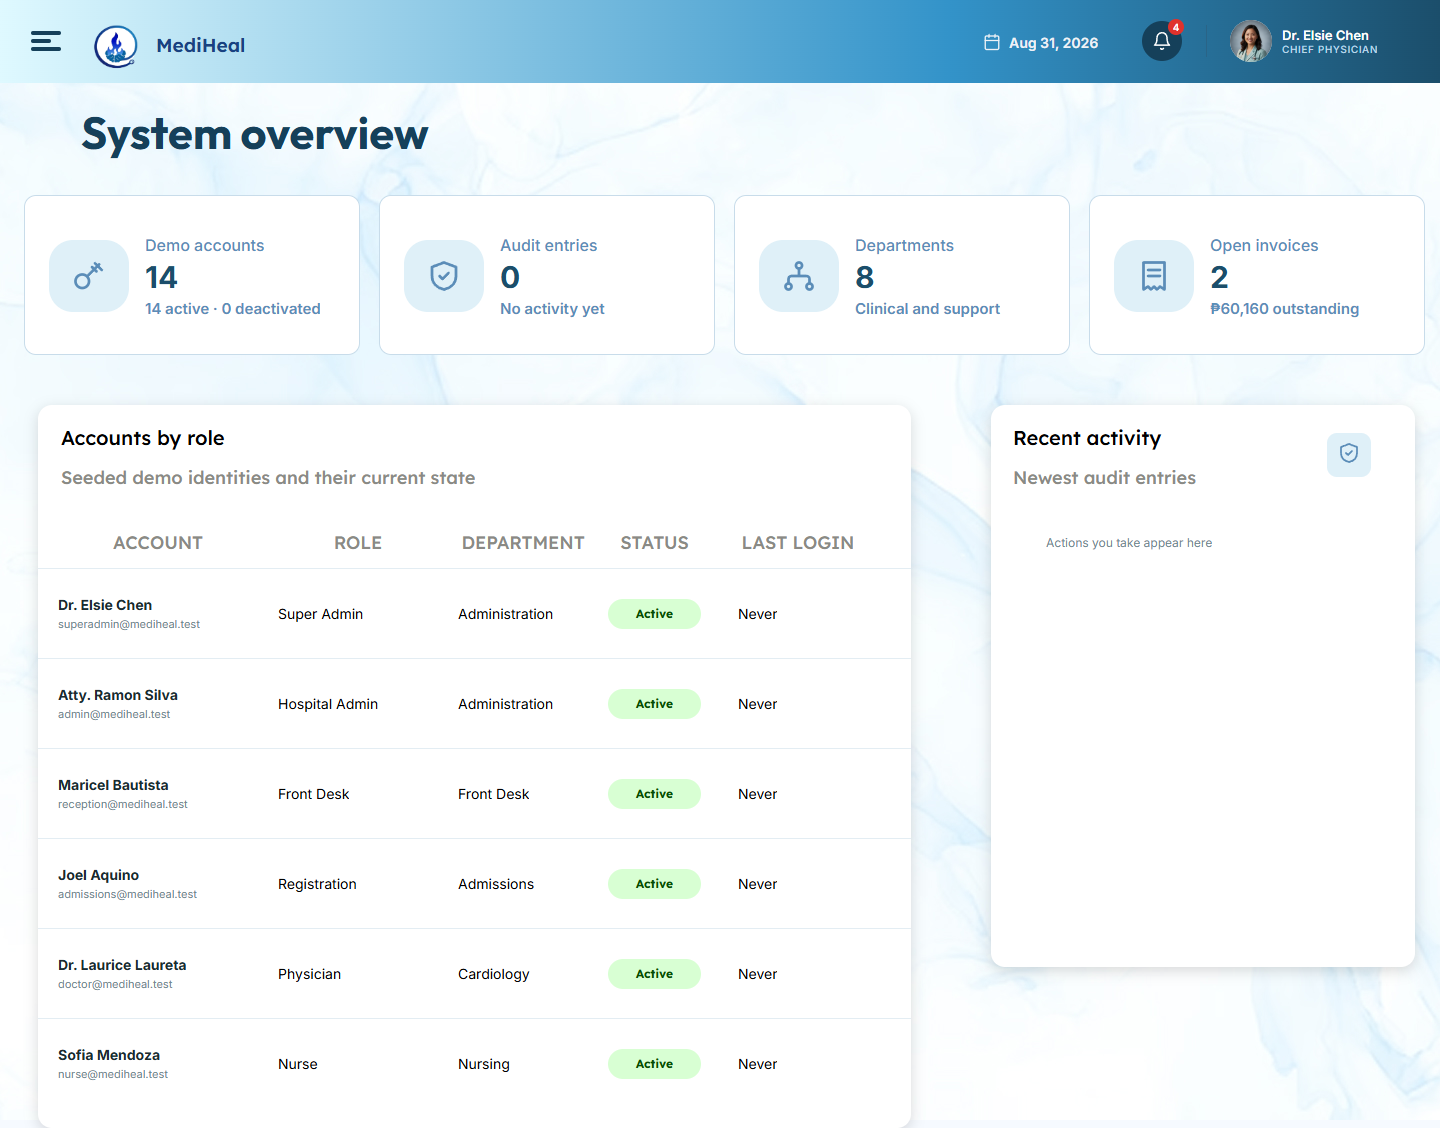 MediHeal
Aug 31, 2026
4
Dr. Elsie Chen
CHIEF PHYSICIAN
System overview
Demo accounts
14
14 active · 0 deactivated
Audit entries
0
No activity yet
Departments
8
Clinical and support
Open invoices
2
₱60,160 outstanding
Accounts by role
Seeded demo identities and their current state
ACCOUNT ROLE DEPARTMENT STATUS LAST LOGIN
Dr. Elsie Chen
superadmin@mediheal.test
Super Admin Administration Active Never
Atty. Ramon Silva
admin@mediheal.test
Hospital Admin Administration Active Never
Maricel Bautista
reception@mediheal.test
Front Desk Front Desk Active Never
Joel Aquino
admissions@mediheal.test
Registration Admissions Active Never
Dr. Laurice Laureta
doctor@mediheal.test
Physician Cardiology Active Never
Sofia Mendoza
nurse@mediheal.test
Nurse Nursing Active Never
Recent activity
Newest audit entries
Actions you take appear here